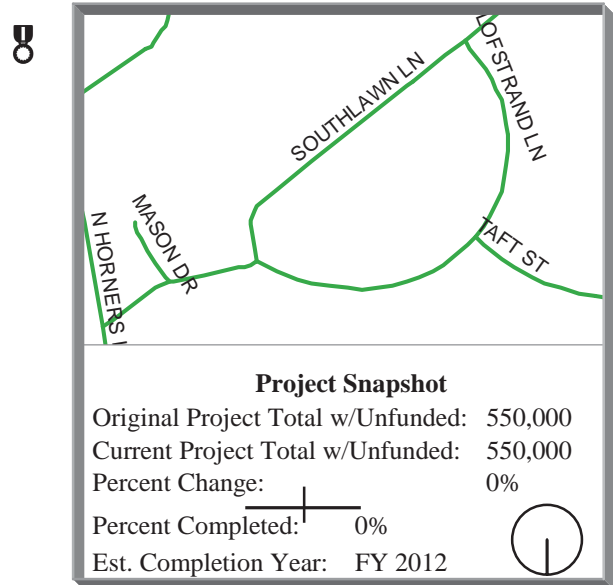 LOFSTRAND LN
SOUTHLAWN LN
MASON DR
N HORNERS
TAFT ST
Project Snapshot
Original Project Total w/Unfunded: 550,000
Current Project Total w/Unfunded: 550,000
Percent Change: 0%
Percent Completed: 0%
Est. Completion Year: FY 2012